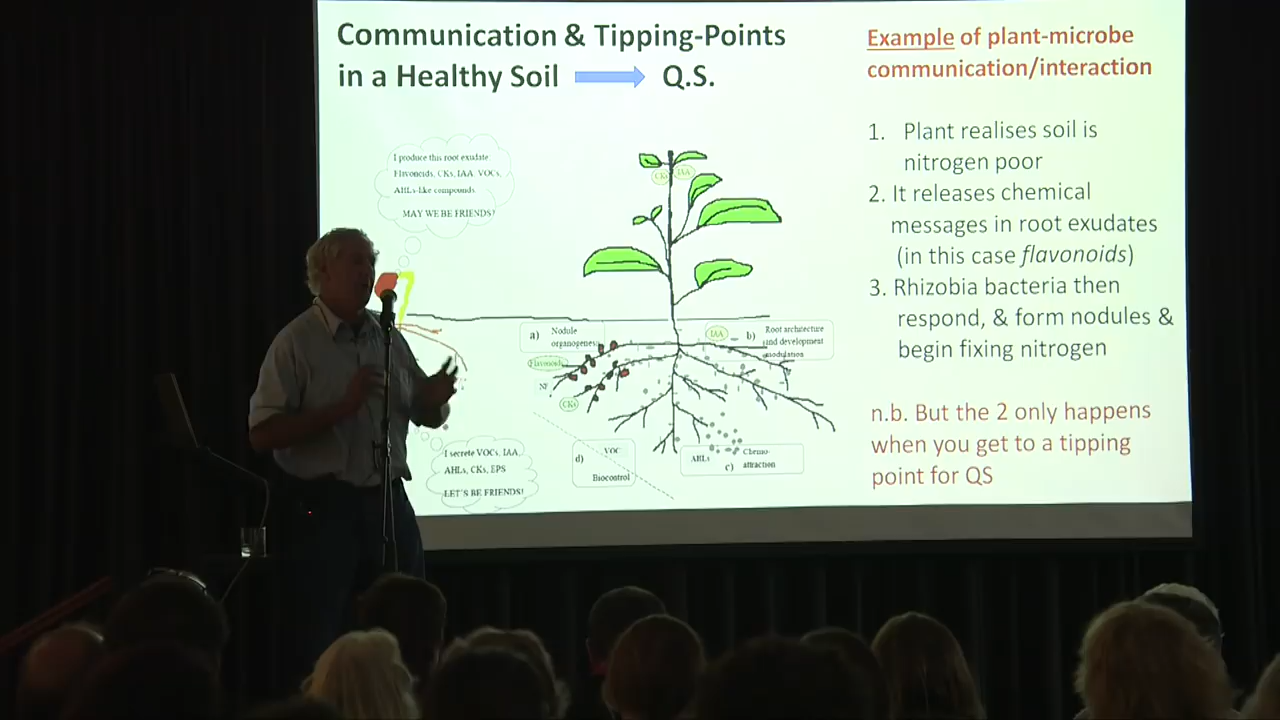 Communication & Tipping-Points
in a Healthy Soil
Q.S.
Example of plant-microbe
communication/interaction
1. Plant realises soil is
nitrogen poor
2. It releases chemical
messages in root exudates
(in this case flavonoids)
3. Rhizobia bacteria then
respond, & form nodules &
begin fixing nitrogen
n.b. But the 2 only happens
when you get to a tipping
point for QS
I produce this root exudate
Flavonoids, CKs, IAA, VOCs,
AHLs-like compounds
MAY WE BE FRIENDS?
CKs
IAA
a) Nodule
organogenesis
Flavonoids
NF
CKs
IAA
b) Root architecture
and development
modulation
I secrete VOCs, IAA,
AHLs, CKs, EPS
LET'S BE FRIENDS!
d) VOC
Biocontrol
AHLs
c) Chemo-
attraction